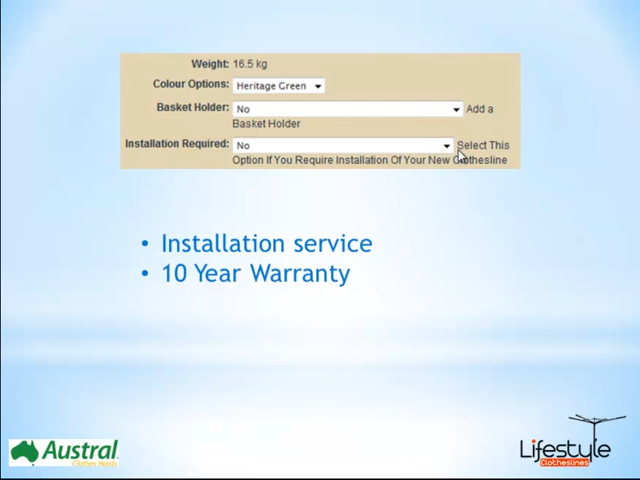 Weight: 16.5 kg
Colour Options: Heritage Green
Basket Holder: No Add a
Basket Holder
Installation Required: No Select This
Option If You Require Installation Of Your New Clothesline
• Installation service
• 10 Year Warranty
Austral
Clothes Hoists
Lifestyle
Clotheslines